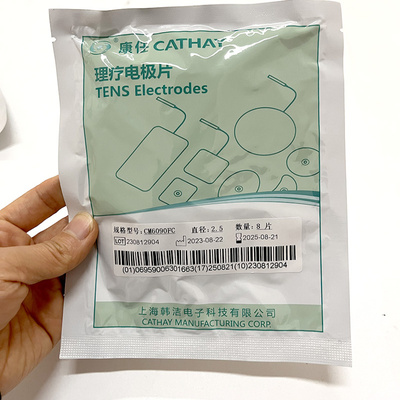 康任 CATHAY
理疗电极片
TENS Electrodes
规格型号: CM6090FC 直径: 2.5 数量: 8 片
LOT 230812904 2023-08-22 2025-08-21
(01)06959006301663(17)250821(10)230812904
上海韩洁电子科技有限公司
CATHAY MANUFACTURING CORP.